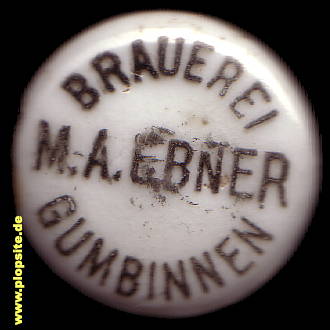 BRAUEREI
M. A. EBNER
GUMBINNEN
www.plopsite.de